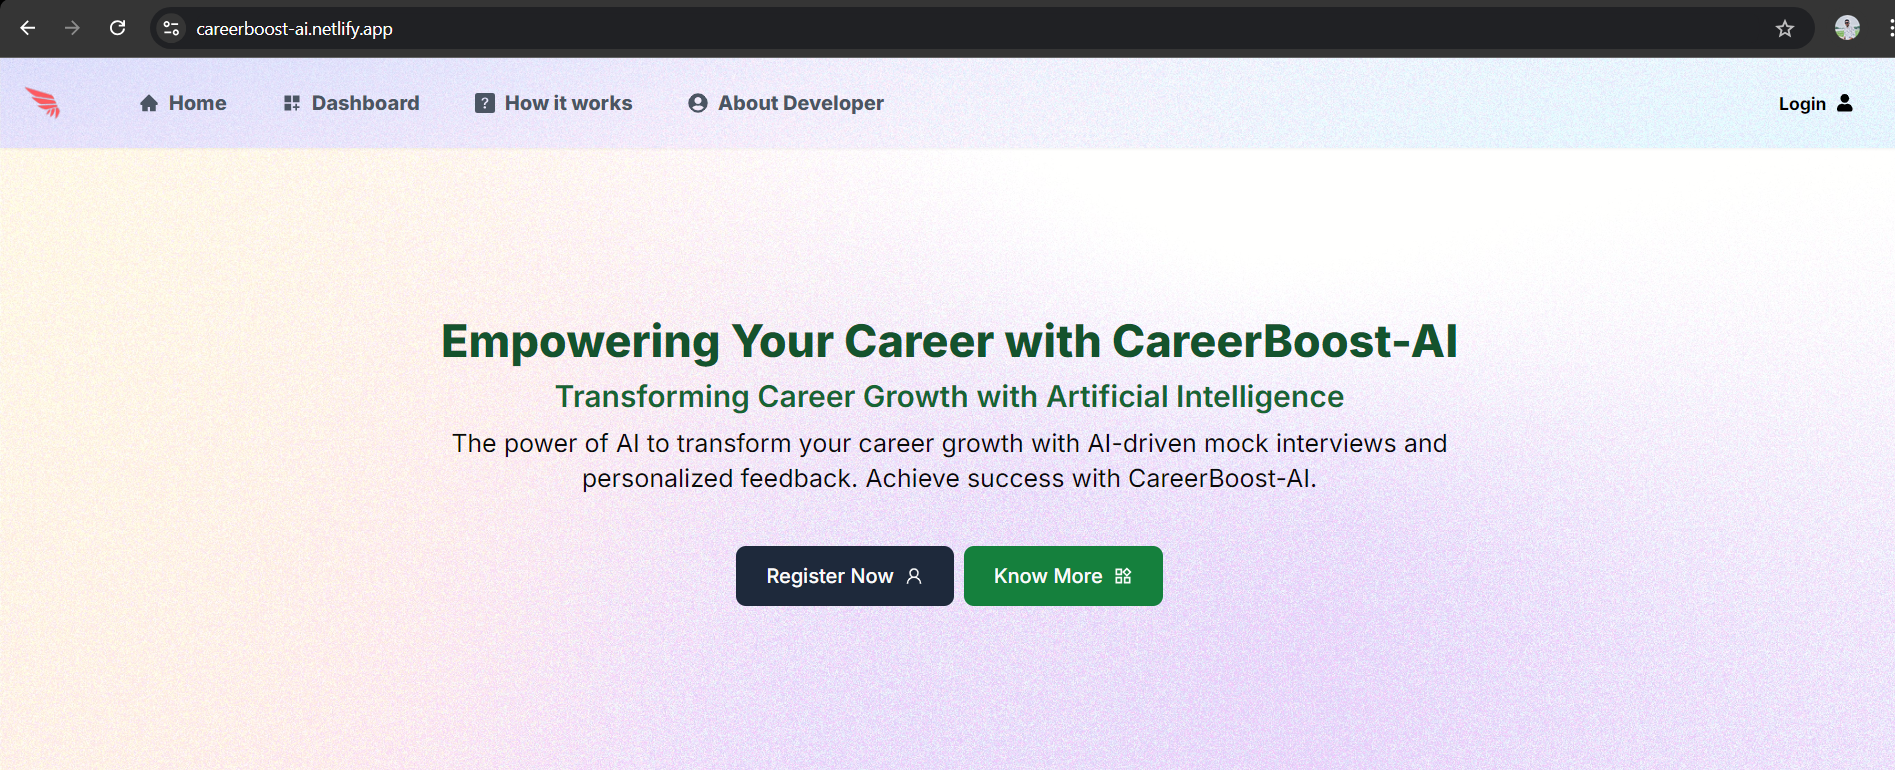 careerboost-ai.netlify.app
Home Dashboard ? How it works About Developer Login
Empowering Your Career with CareerBoost-AI
Transforming Career Growth with Artificial Intelligence
The power of AI to transform your career growth with AI-driven mock interviews and
personalized feedback. Achieve success with CareerBoost-AI.
Register Now Know More